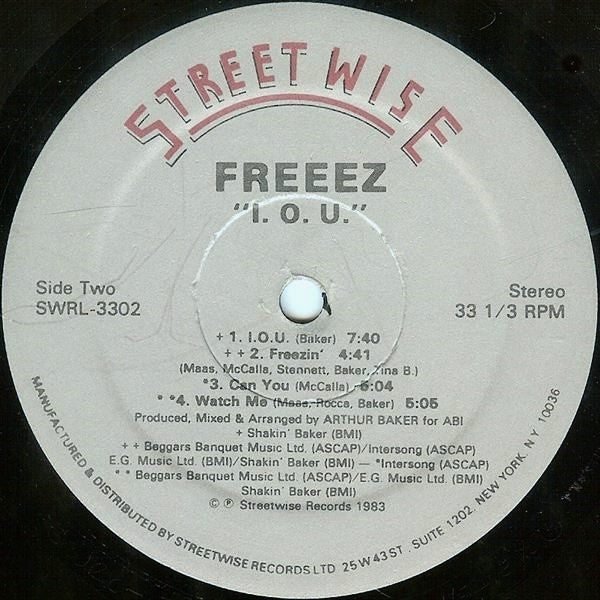 STREETWISE
FREEEZ
"I. O. U."
Side Two
SWRL-3302
Stereo
33 1/3 RPM
+ 1. I.O.U. (Baker) 7:40
+ + 2. Freezin' 4:41
(Maas, McCalla, Stennett, Baker, Tina B.)
*3. Can You (McCalla) 5:04
* *4. Watch Me (Maas, Rocca, Baker) 5:05
Produced, Mixed & Arranged by ARTHUR BAKER for ABI
+ Shakin' Baker (BMI)
+ + Beggars Banquet Music Ltd. (ASCAP)/Intersong (ASCAP)
E.G. Music Ltd. (BMI)/Shakin' Baker (BMI) — *Intersong (ASCAP)
* * Beggars Banquet Music Ltd. (ASCAP)/E.G. Music Ltd. (BMI)
Shakin' Baker (BMI)
© ℗ Streetwise Records 1983
MANUFACTURED & DISTRIBUTED BY STREETWISE RECORDS LTD. 25 W 43 ST. SUITE 1202. NEW YORK. N.Y. 10036